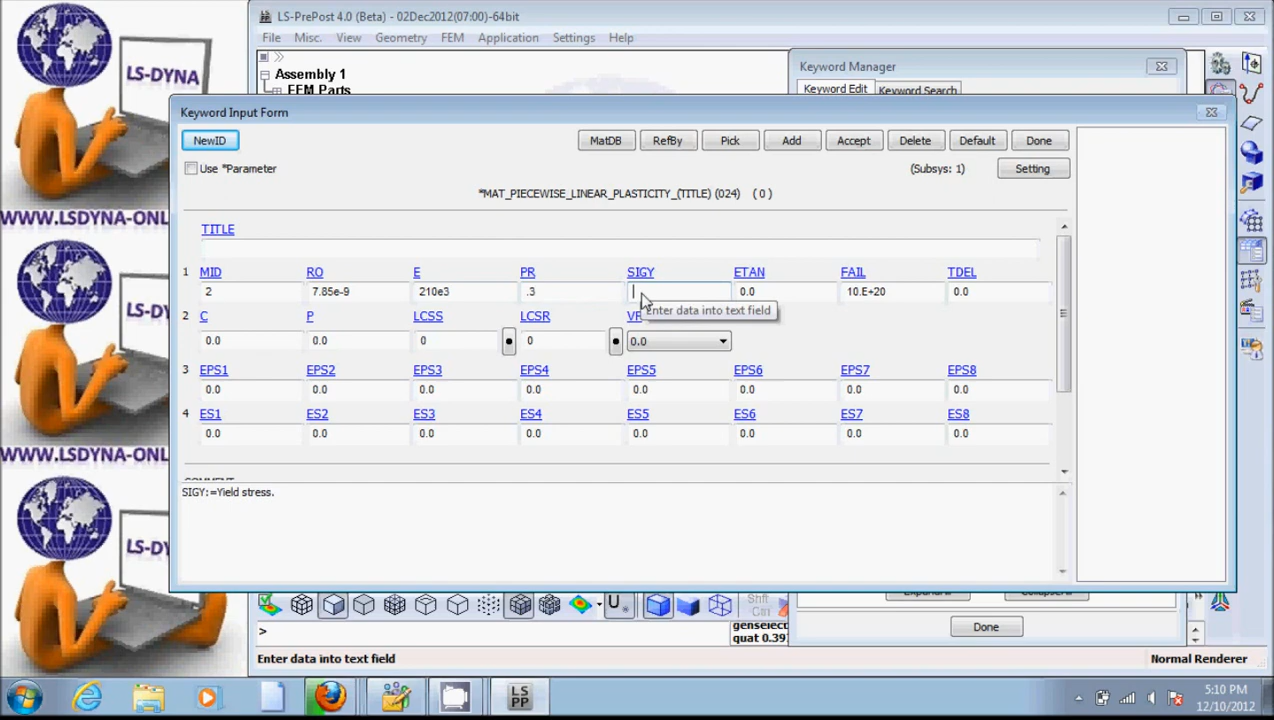 LS-PrePost 4.0 (Beta) - 02Dec2012(07:00)-64bit
File Misc. View Geometry FEM Application Settings Help
LS-DYNA
Assembly 1
FEM Parts
Keyword Manager
Keyword Edit Keyword Search
Keyword Input Form
NewID MatDB RefBy Pick Add Accept Delete Default Done
Use *Parameter (Subsys: 1) Setting
*MAT_PIECEWISE_LINEAR_PLASTICITY_(TITLE) (024) ( 0 )
WWW.LSDYNA-ONL
TITLE
1 MID RO E PR SIGY ETAN FAIL TDEL
2 7.85e-9 210e3 .3 0.0 10.E+20 0.0
Enter data into text field
2 C P LCSS LCSR VP
0.0 0.0 0 0 0.0
3 EPS1 EPS2 EPS3 EPS4 EPS5 EPS6 EPS7 EPS8
0.0 0.0 0.0 0.0 0.0 0.0 0.0 0.0
4 ES1 ES2 ES3 ES4 ES5 ES6 ES7 ES8
0.0 0.0 0.0 0.0 0.0 0.0 0.0 0.0
WWW.LSDYNA-ONL
COMMENT
SIGY:=Yield stress.
LS-D
Shft
Ctrl
Done
>
genselect
quat 0.397
Enter data into text field Normal Renderer
LS
PP
5:10 PM
12/10/2012